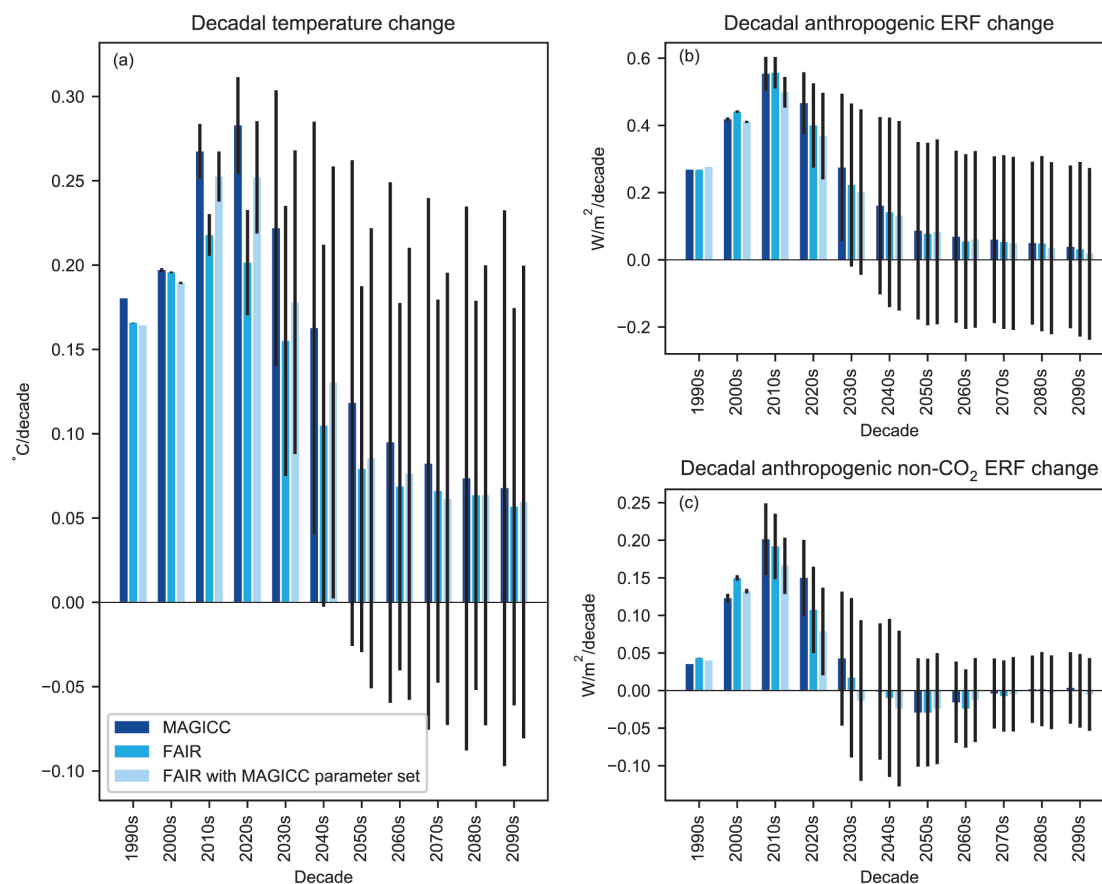 Decadal temperature change
(a)
°C/decade
0.30
0.25
0.20
0.15
0.10
0.05
0.00
−0.05
−0.10
MAGICC
FAIR
FAIR with MAGICC parameter set
1990s
2000s
2010s
2020s
2030s
2040s
2050s
2060s
2070s
2080s
2090s
Decade
Decadal anthropogenic ERF change
(b)
W/m²/decade
0.6
0.4
0.2
0.0
−0.2
1990s
2000s
2010s
2020s
2030s
2040s
2050s
2060s
2070s
2080s
2090s
Decade
Decadal anthropogenic non-CO₂ ERF change
(c)
W/m²/decade
0.25
0.20
0.15
0.10
0.05
0.00
−0.05
−0.10
1990s
2000s
2010s
2020s
2030s
2040s
2050s
2060s
2070s
2080s
2090s
Decade